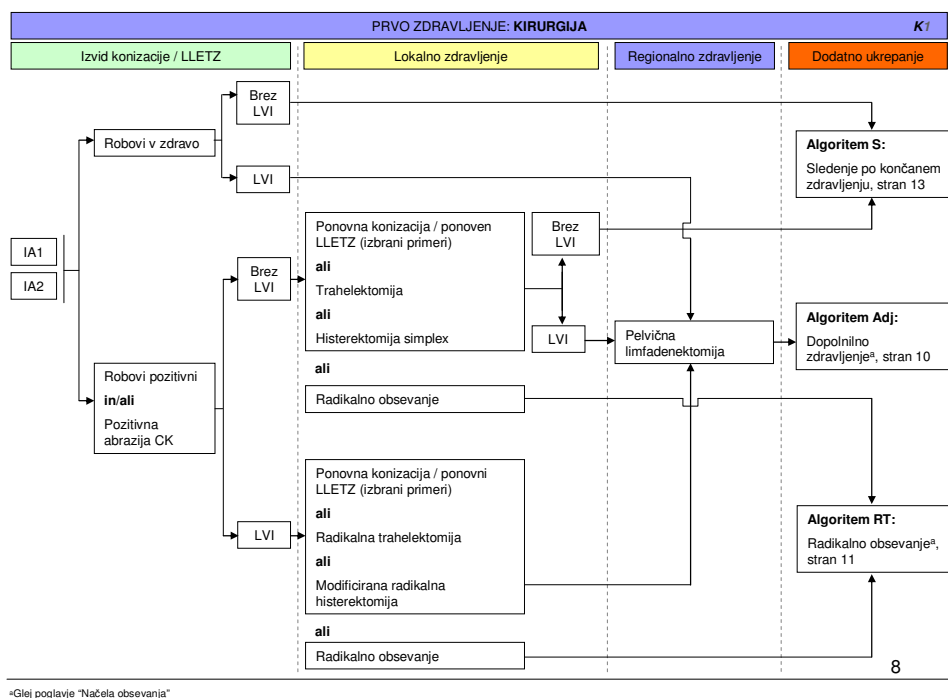 PRVO ZDRAVLJENJE: KIRURGIJA
K1
Izvid konizacije / LLETZ
Lokalno zdravljenje
Regionalno zdravljenje
Dodatno ukrepanje
IA1
IA2
Robovi v zdravo
Brez
LVI
LVI
Robovi pozitivni
in/ali
Pozitivna
abrazija CK
Brez
LVI
LVI
Ponovna konizacija / ponoven
LLETZ (izbrani primeri)
ali
Trahelektomija
ali
Histerektomija simplex
ali
Radikalno obsevanje
Brez
LVI
LVI
Ponovna konizacija / ponovni
LLETZ (izbrani primeri)
ali
Radikalna trahelektomija
ali
Modificirana radikalna
histerektomija
ali
Radikalno obsevanje
Pelvična
limfadenektomija
Algoritem S:
Sledenje po končanem
zdravljenju, stran 13
Algoritem Adj:
Dopolnilno
zdravljenjeᵃ, stran 10
Algoritem RT:
Radikalno obsevanjeᵃ,
stran 11
8
ᵃGlej poglavje "Načela obsevanja"